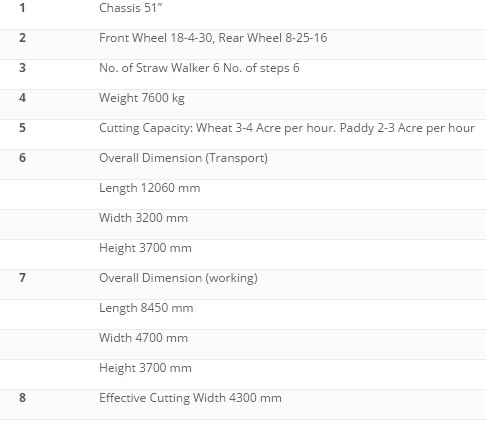 1 Chassis 51”
2 Front Wheel 18-4-30, Rear Wheel 8-25-16
3 No. of Straw Walker 6 No. of steps 6
4 Weight 7600 kg
5 Cutting Capacity: Wheat 3-4 Acre per hour. Paddy 2-3 Acre per hour
6 Overall Dimension (Transport)
Length 12060 mm
Width 3200 mm
Height 3700 mm
7 Overall Dimension (working)
Length 8450 mm
Width 4700 mm
Height 3700 mm
8 Effective Cutting Width 4300 mm